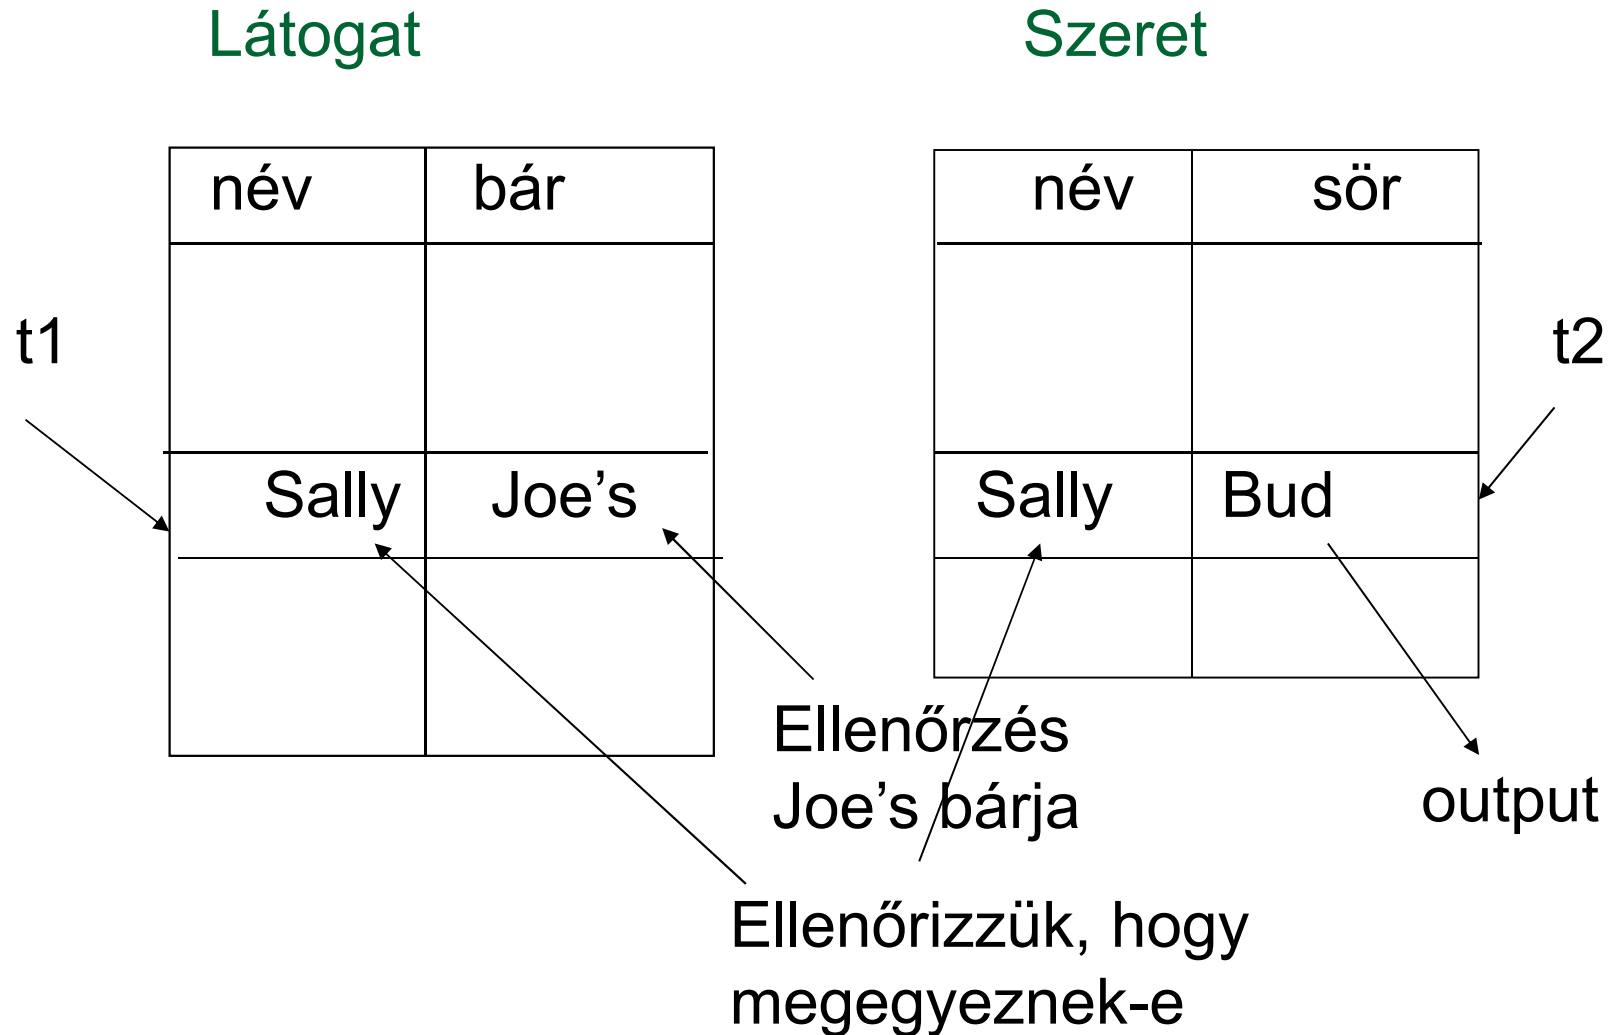 Látogat
Szeret
név bár
név sör
t1
t2
Sally Joe’s
Sally Bud
Ellenőrzés
Joe’s bárja
output
Ellenőrizzük, hogy
megegyeznek-e